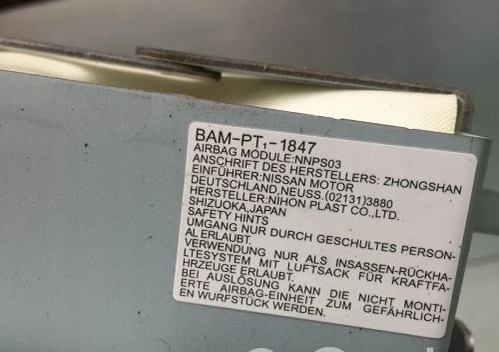 BAM-PT₁-1847
AIRBAG MODULE:NNPS03
ANSCHRIFT DES HERSTELLERS: ZHONGSHAN
EINFÜHRER:NISSAN MOTOR
DEUTSCHLAND,NEUSS.(02131)3880
HERSTELLER:NIHON PLAST CO.,LTD.
SHIZUOKA,JAPAN
SAFETY HINTS
UMGANG NUR DURCH GESCHULTES PERSON-
AL ERLAUBT.
VERWENDUNG NUR ALS INSASSEN-RÜCKHA-
LTESYSTEM MIT LUFTSACK FÜR KRAFTFA-
HRZEUGE ERLAUBT.
BEI AUSLÖSUNG KANN DIE NICHT MONTI-
ERTE AIRBAG-EINHEIT ZUM GEFÄHRLICH-
EN WURFSTÜCK WERDEN.